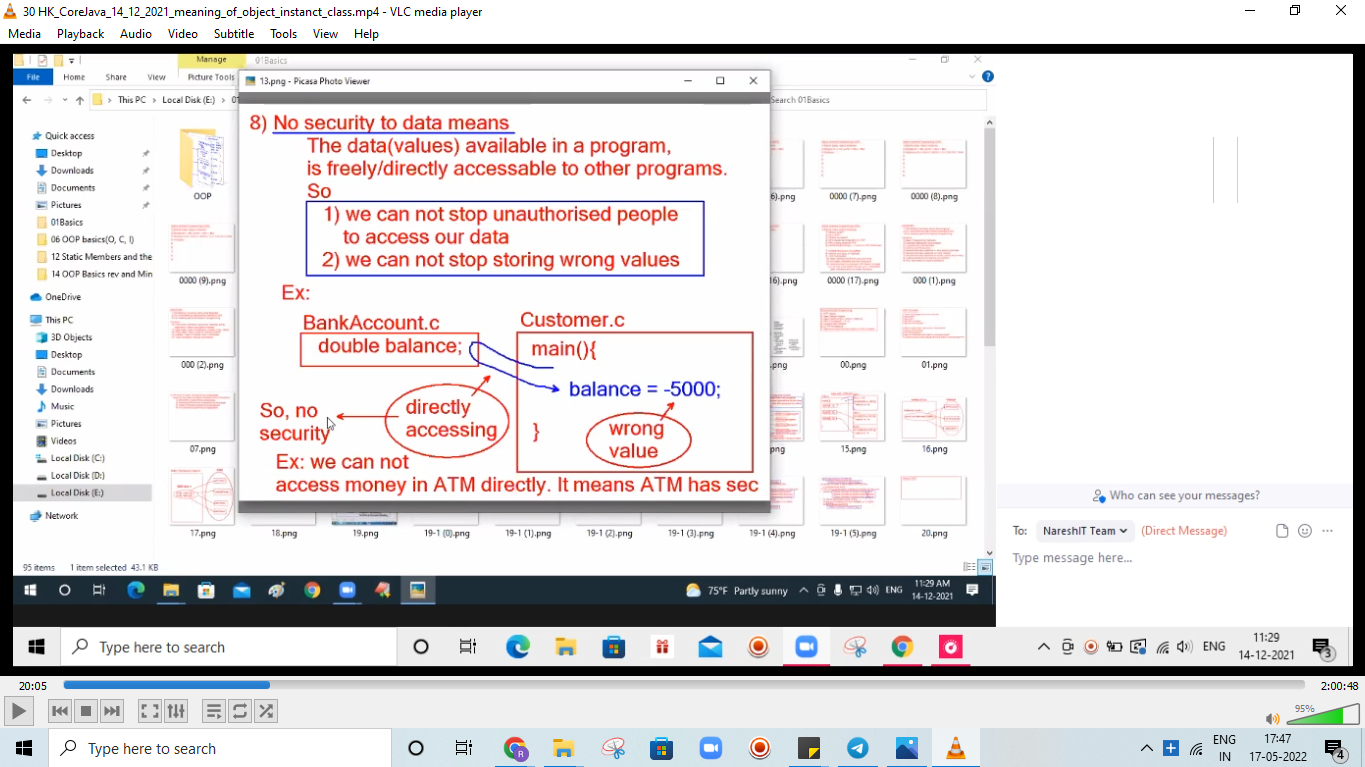 30 HK_CoreJava_14_12_2021_meaning_of_object_instanct_class.mp4 - VLC media player
Media Playback Audio Video Subtitle Tools View Help
Manage 01Basics
File Home Share View Picture Tools
This PC Local Disk (E:) 01
Search 01Basics
13.png - Picasa Photo Viewer
Quick access
Desktop
Downloads
Documents
Pictures
01Basics
06 OOP basics(O, C, I)
12 Static Members and the
14 OOP Basics rev and Min
OneDrive
This PC
3D Objects
Desktop
Documents
Downloads
Music
Pictures
Videos
Local Disk (C:)
Local Disk (D:)
Local Disk (E:)
Network
OOP
0000 (9).png
000 (2).png
07.png
8) No security to data means
The data(values) available in a program,
is freely/directly accessable to other programs.
So
1) we can not stop unauthorised people
to access our data
2) we can not stop storing wrong values
Ex:
BankAccount.c
double balance;
Customer.c
main(){
balance = -5000;
}
directly
accessing
wrong
value
So, no
security
Ex: we can not
access money in ATM directly. It means ATM has sec
6).png 0000 (7).png 0000 (8).png
16).png 0000 (17).png 000 (1).png
.png 00.png 01.png
.png 15.png 16.png
17.png 18.png 19.png 19-1 (0).png 19-1 (1).png 19-1 (2).png 19-1 (3).png 19-1 (4).png 19-1 (5).png 20.png
95 items 1 item selected 43.1 KB
75°F Partly sunny ENG 11:29 AM
14-12-2021
Who can see your messages?
To: NareshIT Team (Direct Message)
Type message here...
Type here to search
ENG 11:29
14-12-2021
3
20:05 2:00:48
95%
Type here to search
R
ENG 17:47
IN 17-05-2022
4